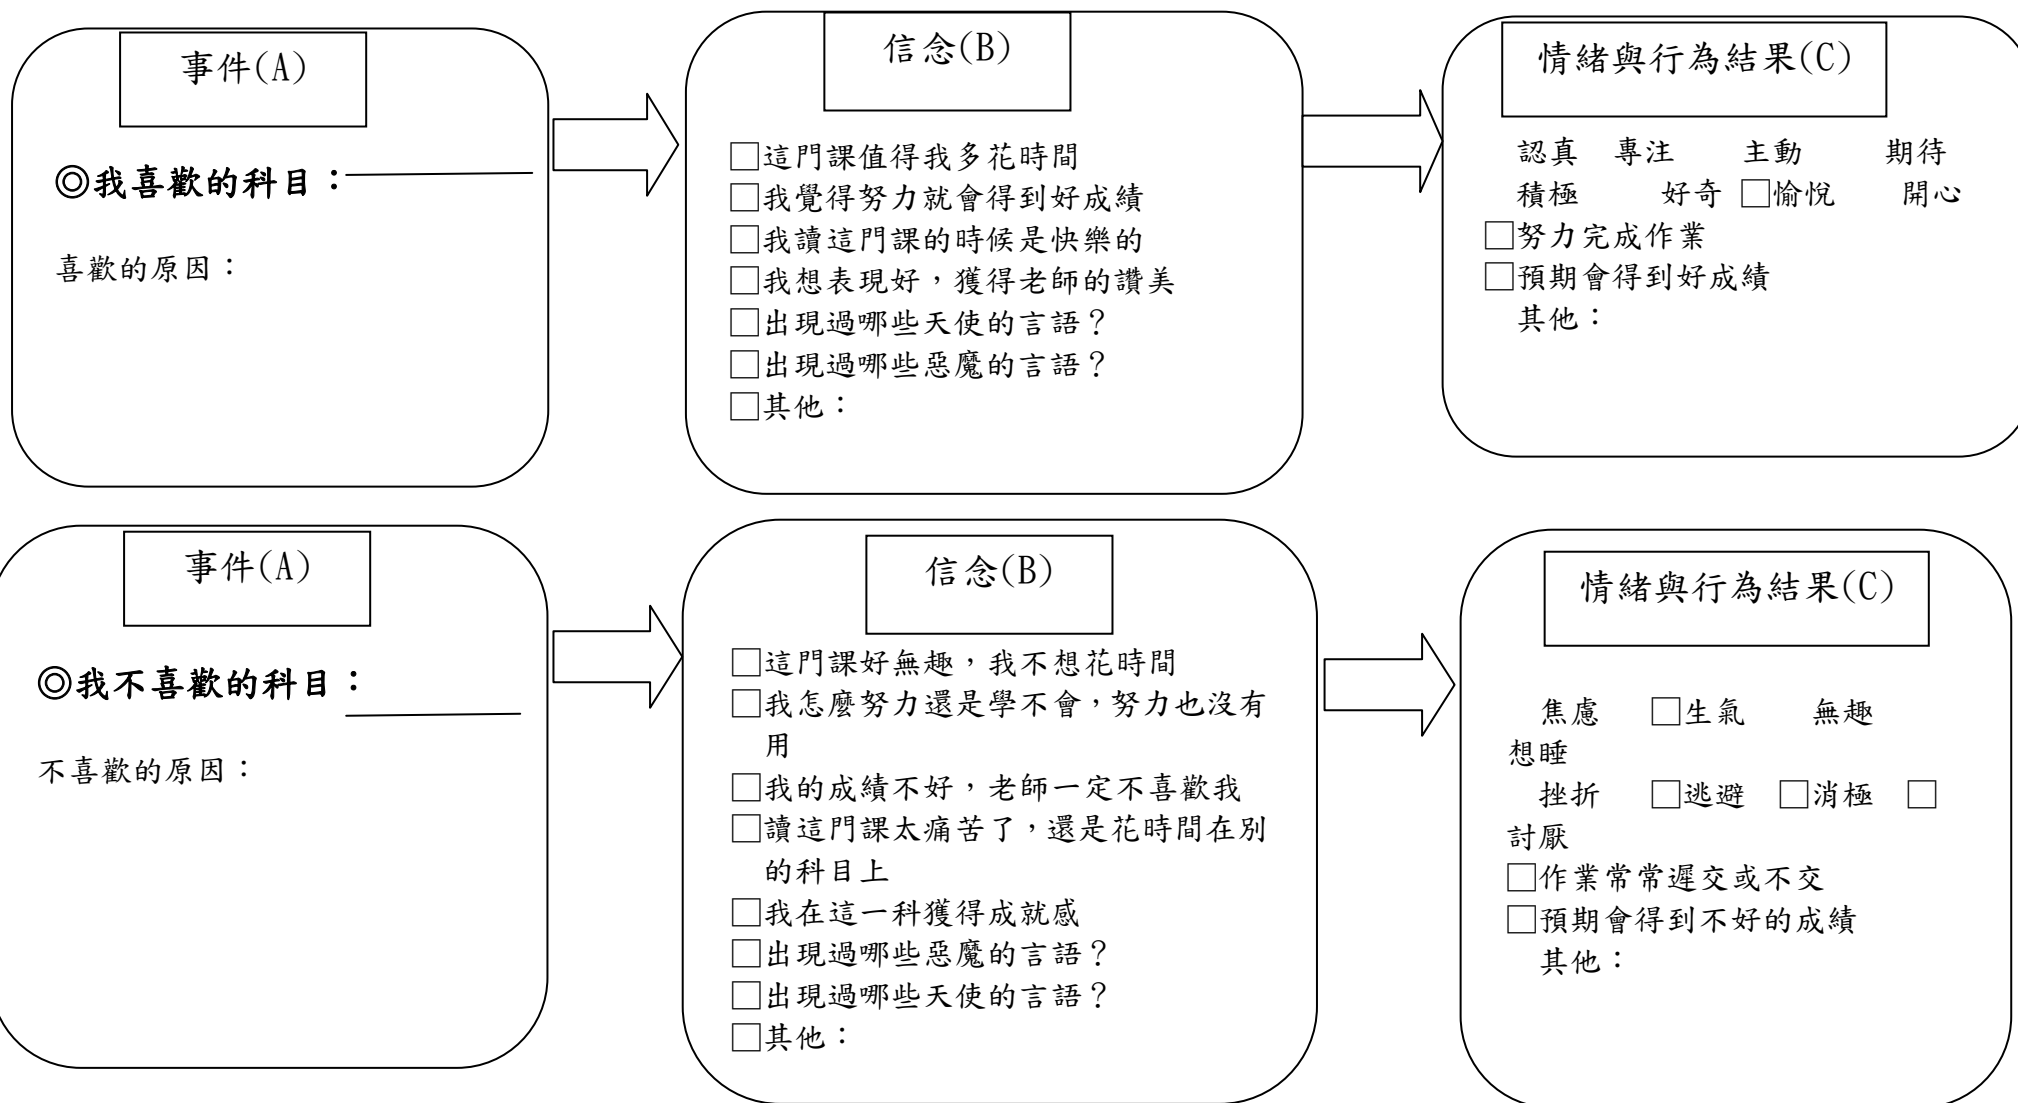 事件(A)
◎我喜歡的科目：
喜歡的原因：
信念(B)
□這門課值得我多花時間
□我覺得努力就會得到好成績
□我讀這門課的時候是快樂的
□我想表現好，獲得老師的讚美
□出現過哪些天使的言語？
□出現過哪些惡魔的言語？
□其他：
情緒與行為結果(C)
認真 專注 主動 期待
積極 好奇 □愉悅 開心
□努力完成作業
□預期會得到好成績
其他：
事件(A)
◎我不喜歡的科目：
不喜歡的原因：
信念(B)
□這門課好無趣，我不想花時間
□我怎麼努力還是學不會，努力也沒有
用
□我的成績不好，老師一定不喜歡我
□讀這門課太痛苦了，還是花時間在別
的科目上
□我在這一科獲得成就感
□出現過哪些惡魔的言語？
□出現過哪些天使的言語？
□其他：
情緒與行為結果(C)
焦慮 □生氣 無趣
想睡
挫折 □逃避 □消極 □
討厭
□作業常常遲交或不交
□預期會得到不好的成績
其他：